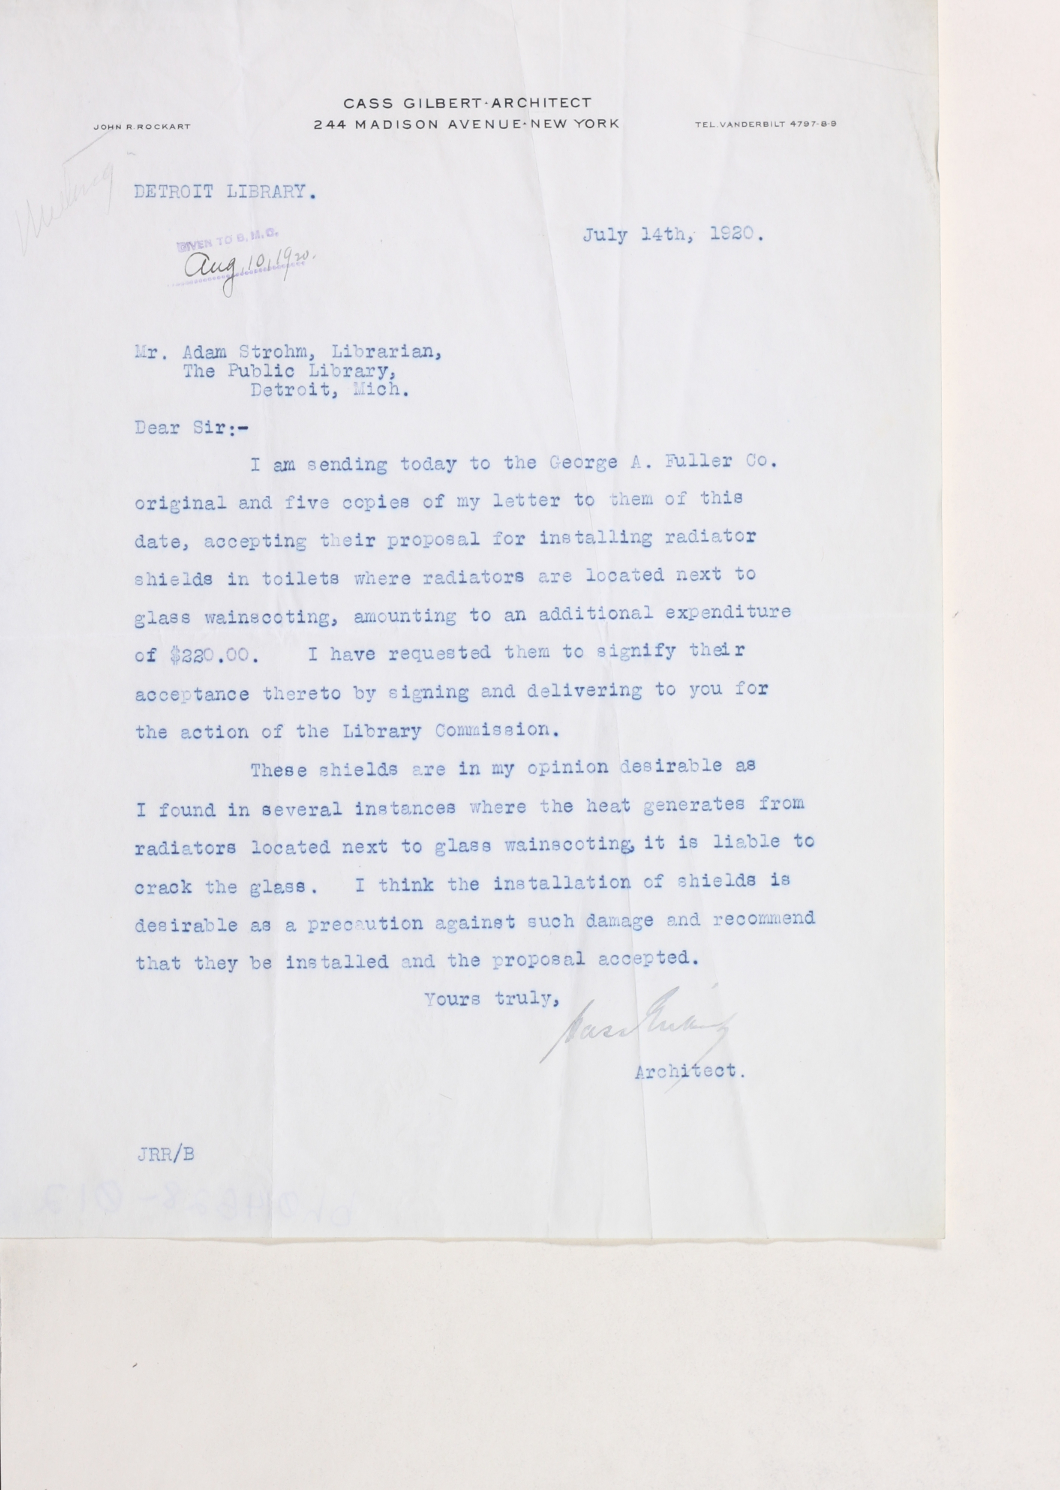 CASS GILBERT·ARCHITECT
JOHN R. ROCKART
244 MADISON AVENUE·NEW YORK
TEL. VANDERBILT 4797-8-9
DETROIT LIBRARY.
July 14th, 1920.
GIVEN TO B.M.C.
Aug. 10, 1920.
Mr. Adam Strohm, Librarian,
The Public Library,
Detroit, Mich.
Dear Sir:-
I am sending today to the George A. Fuller Co.
original and five copies of my letter to them of this
date, accepting their proposal for installing radiator
shields in toilets where radiators are located next to
glass wainscoting, amounting to an additional expenditure
of $220.00. I have requested them to signify their
acceptance thereto by signing and delivering to you for
the action of the Library Commission.
These shields are in my opinion desirable as
I found in several instances where the heat generates from
radiators located next to glass wainscoting, it is liable to
crack the glass. I think the installation of shields is
desirable as a precaution against such damage and recommend
that they be installed and the proposal accepted.
Yours truly,
Cass Gilbert
Architect.
JRR/B